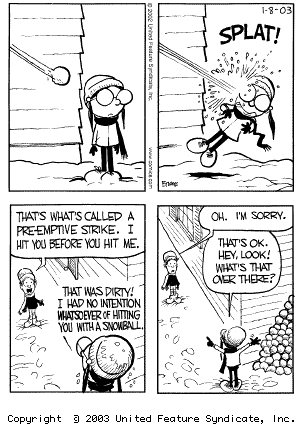 © 2002 United Feature Syndicate, Inc.
www.comics.com
1-8-03
SPLAT!
THAT'S WHAT'S CALLED A
PRE-EMPTIVE STRIKE. I
HIT YOU BEFORE YOU HIT ME.
THAT WAS DIRTY!
I HAD NO INTENTION
WHATSOEVER OF HITTING
YOU WITH A SNOWBALL.
OH. I'M SORRY.
THAT'S OK.
HEY, LOOK!
WHAT'S THAT
OVER THERE?
Copyright © 2003 United Feature Syndicate, Inc.